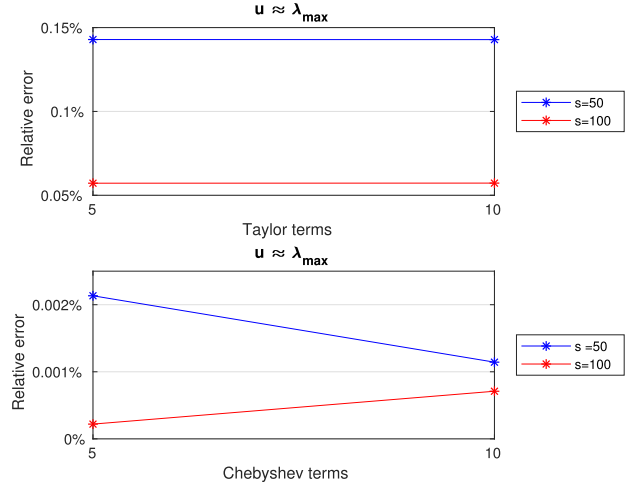 u ≈ λmax
0.15%
0.1%
0.05%
Relative error
5
10
Taylor terms
s=50
s=100
u ≈ λmax
0.002%
0.001%
0%
Relative error
5
10
Chebyshev terms
s =50
s=100